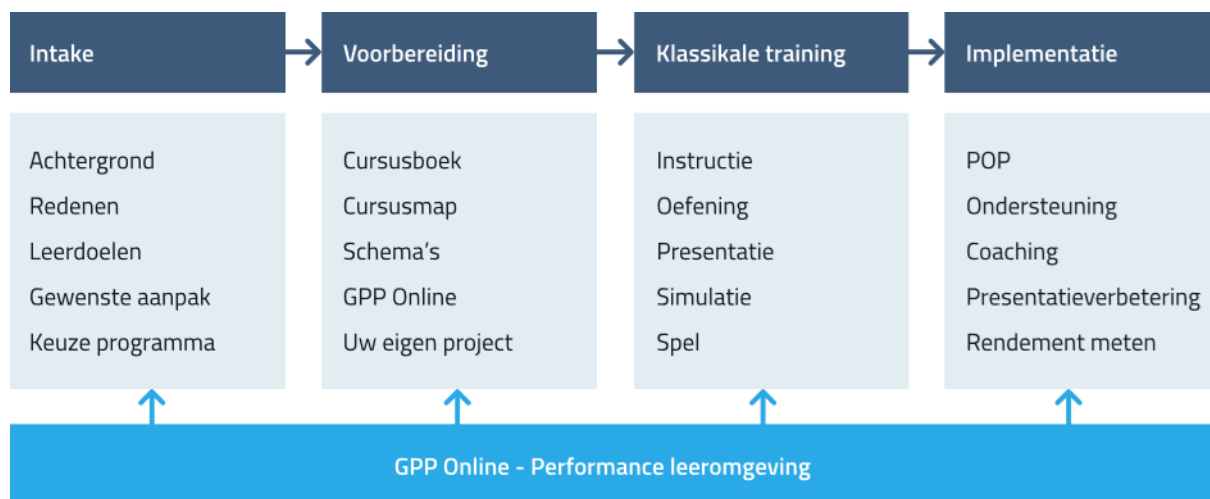 Intake
Voorbereiding
Klassikale training
Implementatie
Achtergrond
Redenen
Leerdoelen
Gewenste aanpak
Keuze programma
Cursusboek
Cursusmap
Schema’s
GPP Online
Uw eigen project
Instructie
Oefening
Presentatie
Simulatie
Spel
POP
Ondersteuning
Coaching
Presentatieverbetering
Rendement meten
GPP Online - Performance leeromgeving